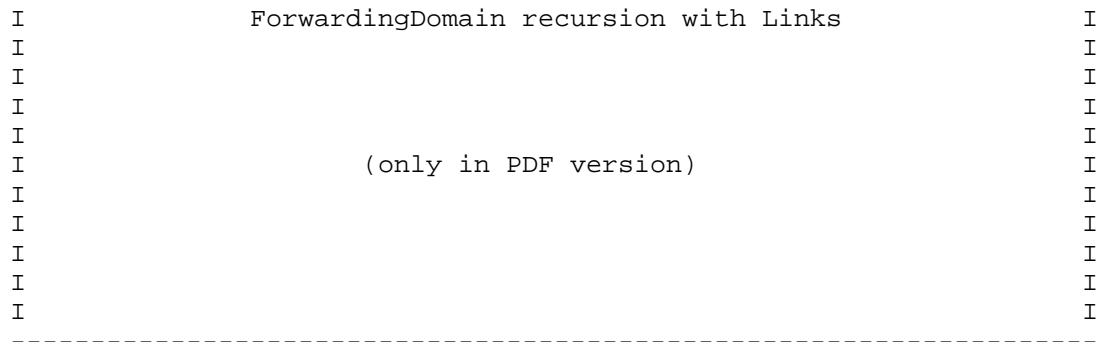 I ForwardingDomain recursion with Links I
I I
I I
I I
I I
I (only in PDF version) I
I I
I I
I I
I I
I I
--------------------------------------------------------------------